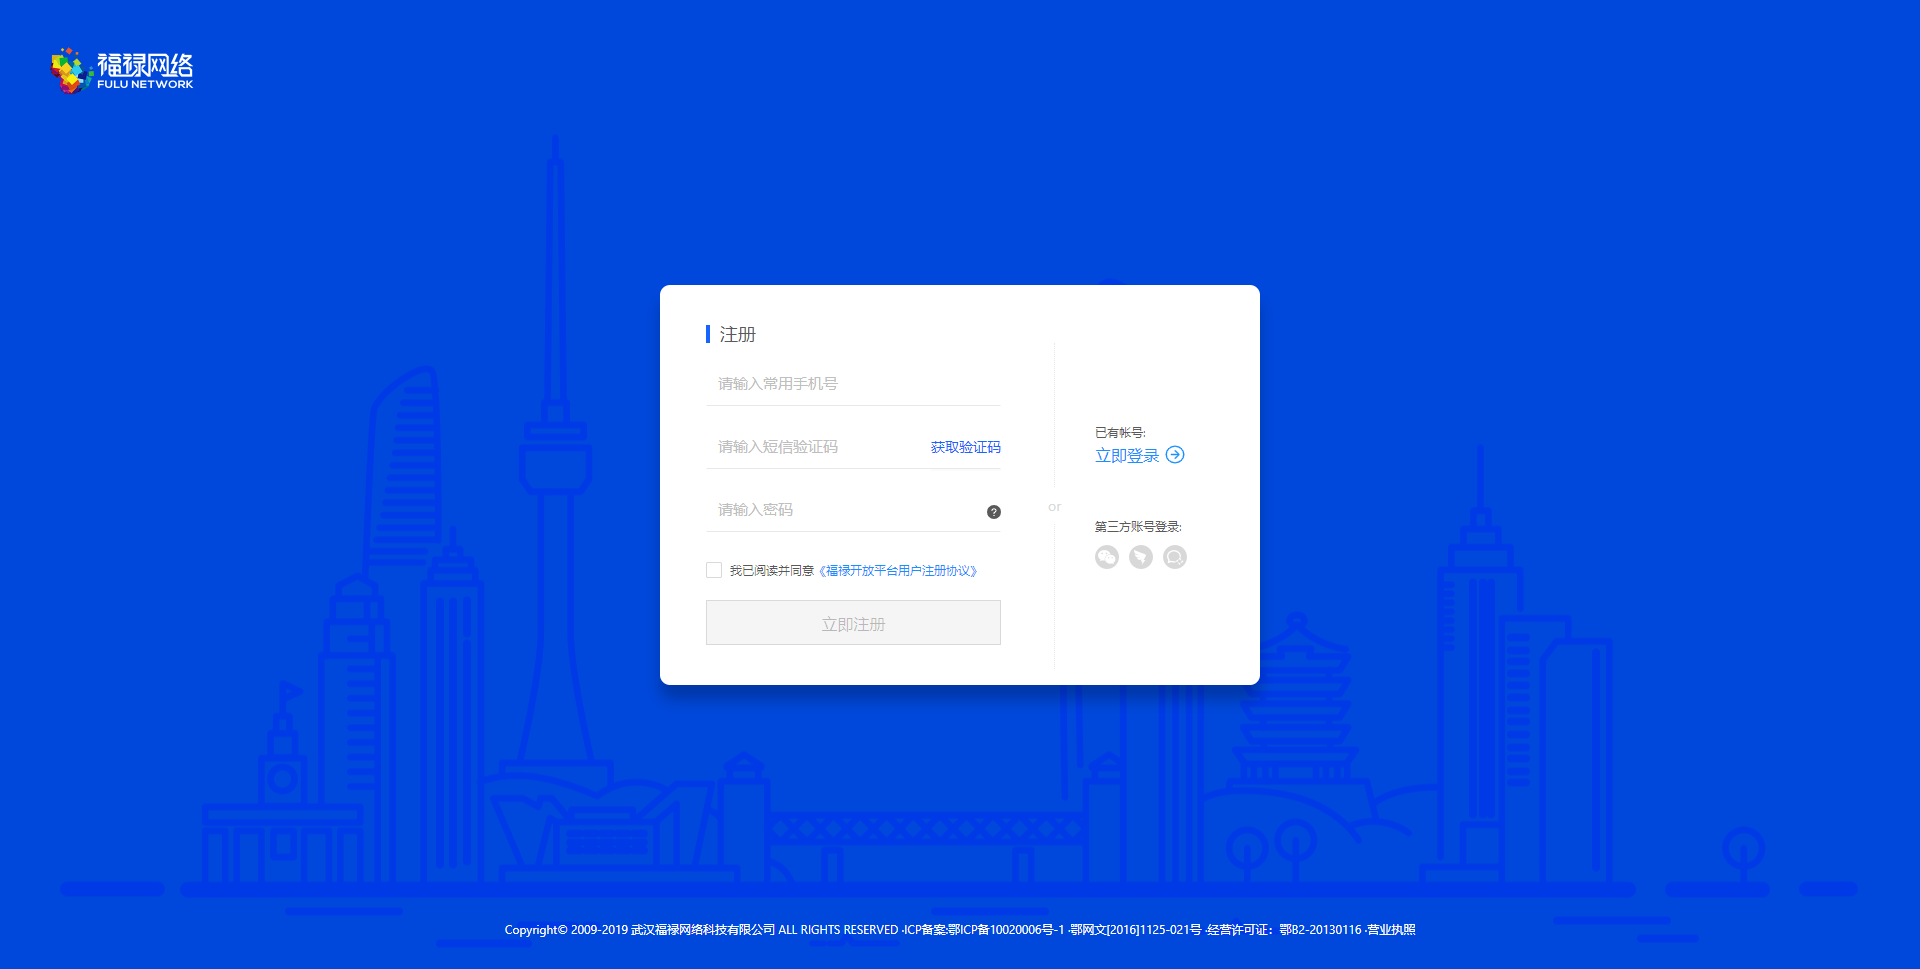 福禄网络
FULU NETWORK
注册
请输入常用手机号
请输入短信验证码 获取验证码
请输入密码 ?
我已阅读并同意《福禄开放平台用户注册协议》
立即注册
or
已有帐号:
立即登录
第三方账号登录:
Copyright© 2009-2019 武汉福禄网络科技有限公司 ALL RIGHTS RESERVED ·ICP备案:鄂ICP备10020006号-1 ·鄂网文[2016]1125-021号 ·经营许可证：鄂B2-20130116 ·营业执照